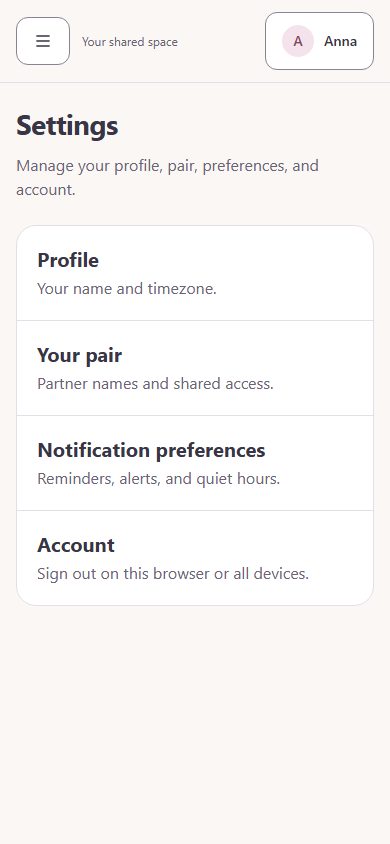 Your shared space
A
Anna
Settings
Manage your profile, pair, preferences, and
account.
Profile
Your name and timezone.
Your pair
Partner names and shared access.
Notification preferences
Reminders, alerts, and quiet hours.
Account
Sign out on this browser or all devices.